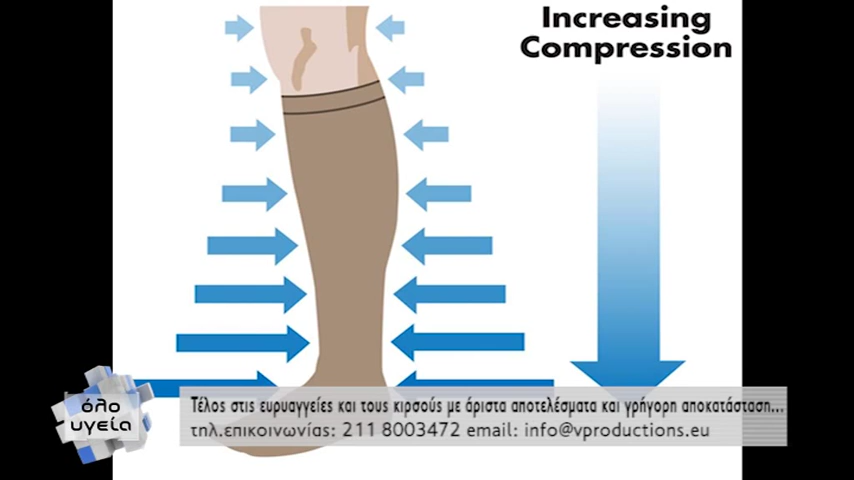 Increasing
Compression
όλο
υγεία
Τέλος στις ευρυαγγείες και τους κιρσούς με άριστα αποτελέσματα και γρήγορη αποκατάσταση...
τηλ.επικοινωνίας: 211 8003472 email: info@vproductions.eu